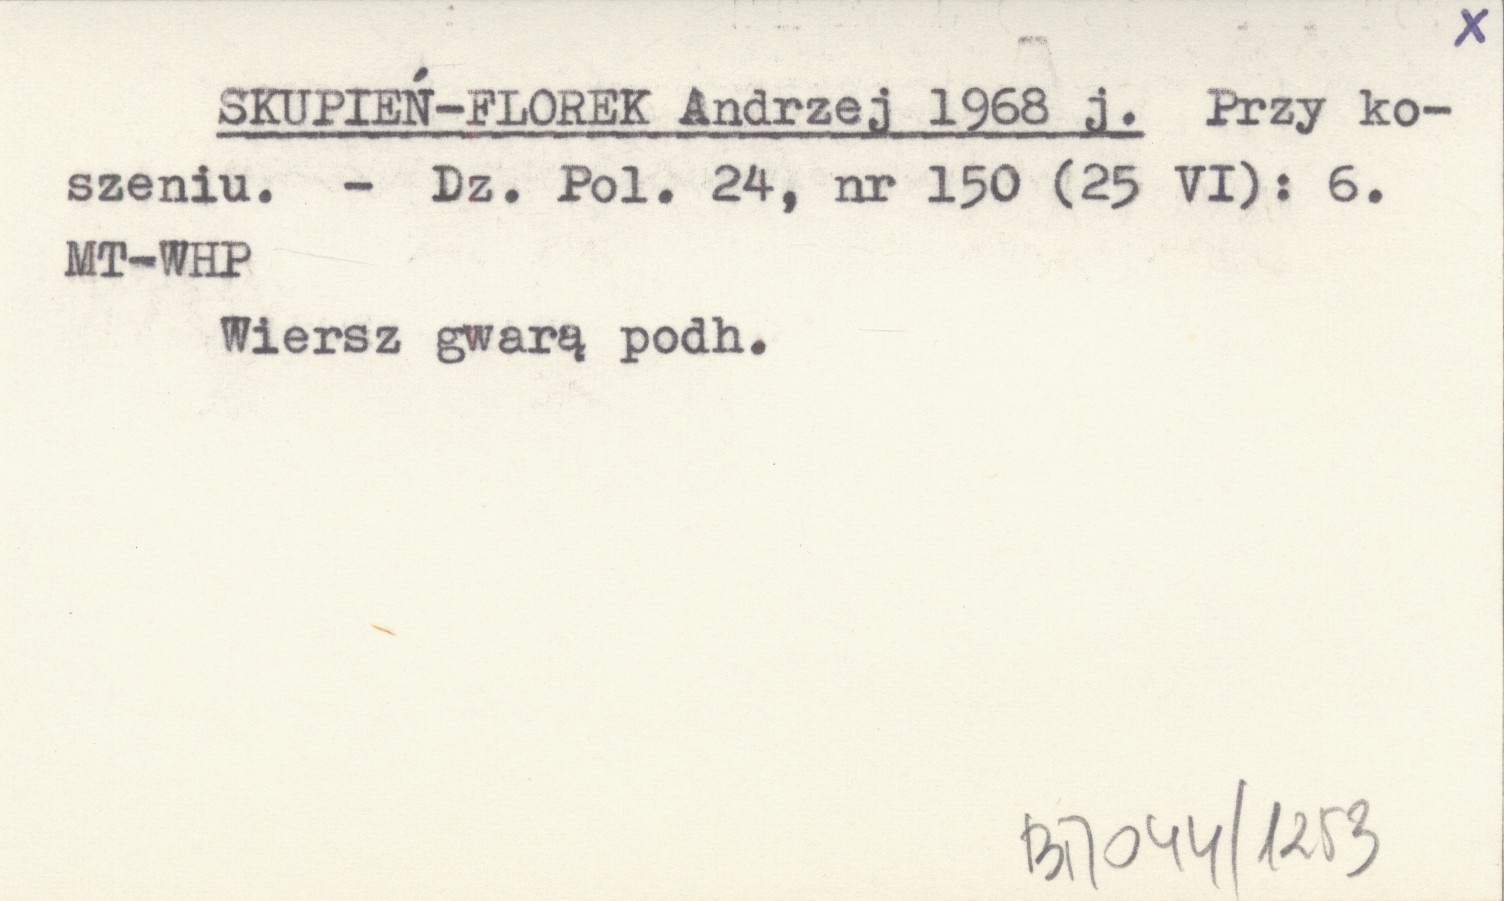 x
SKUPIEŃ-FLOREK Andrzej 1968 j. Przy ko-
szeniu. - Dz. Pol. 24, nr 150 (25 VI): 6.
MT-WHP
Wiersz gwarą podh.
BП044/1253